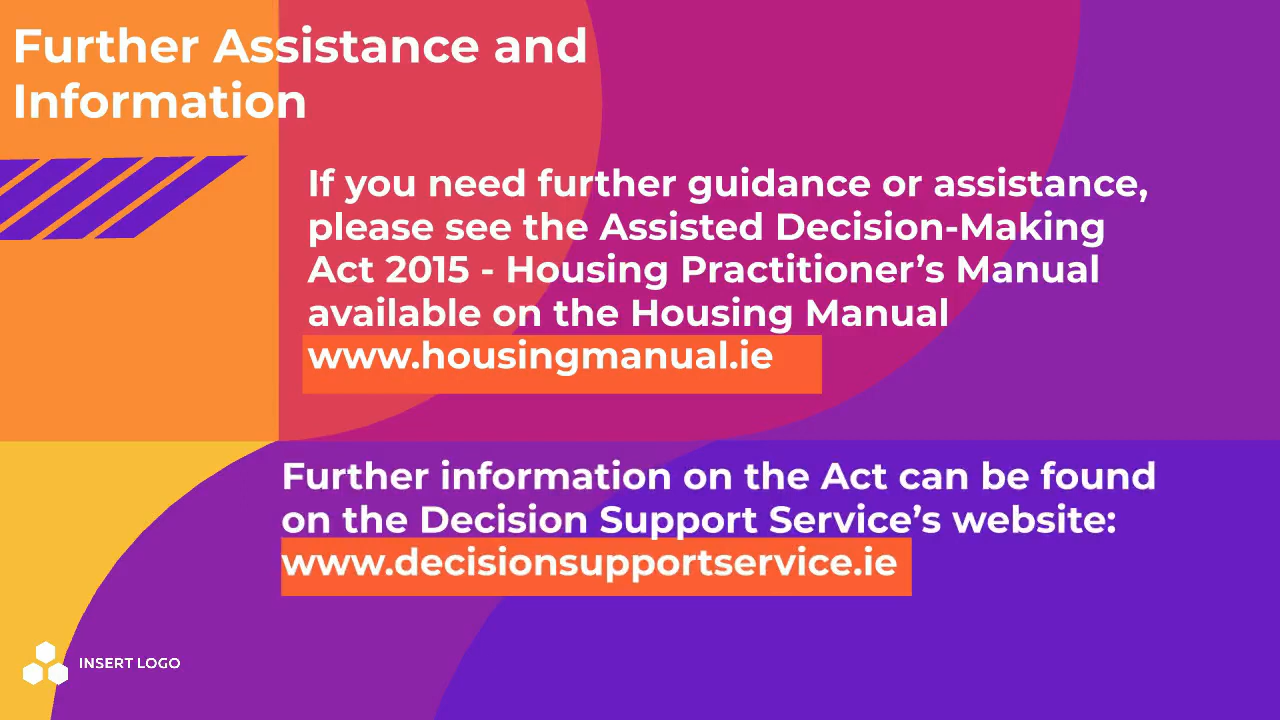 Further Assistance and
Information
If you need further guidance or assistance,
please see the Assisted Decision-Making
Act 2015 - Housing Practitioner’s Manual
available on the Housing Manual
www.housingmanual.ie
Further information on the Act can be found
on the Decision Support Service’s website:
www.decisionsupportservice.ie
INSERT LOGO